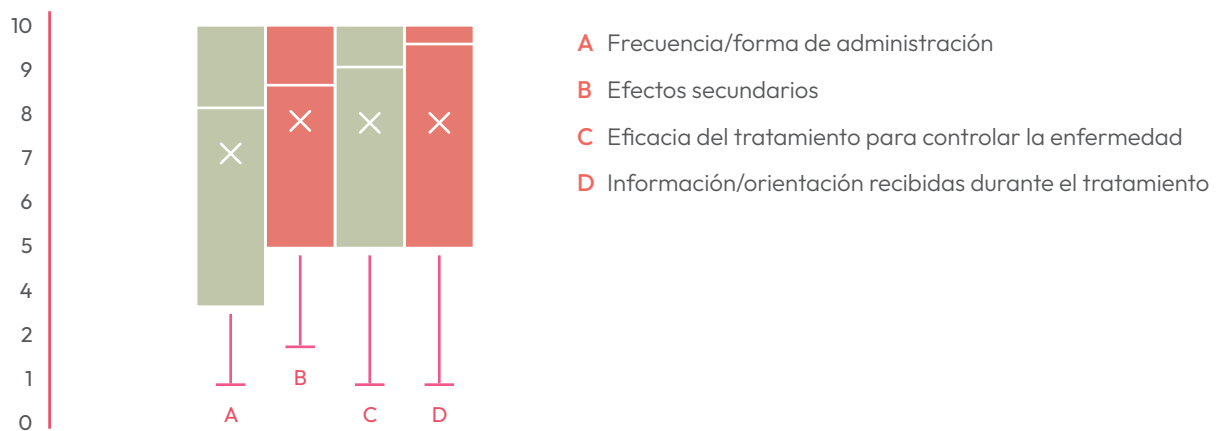 10
9
8
7
6
5
4
2
1
0
A
B
C
D
A Frecuencia/forma de administración
B Efectos secundarios
C Eficacia del tratamiento para controlar la enfermedad
D Información/orientación recibidas durante el tratamiento